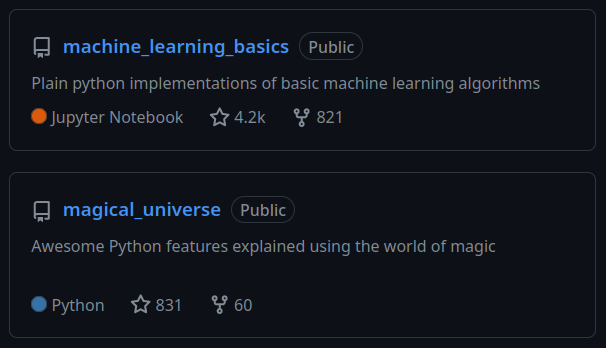 machine_learning_basics Public
Plain python implementations of basic machine learning algorithms
Jupyter Notebook 4.2k 821
magical_universe Public
Awesome Python features explained using the world of magic
Python 831 60